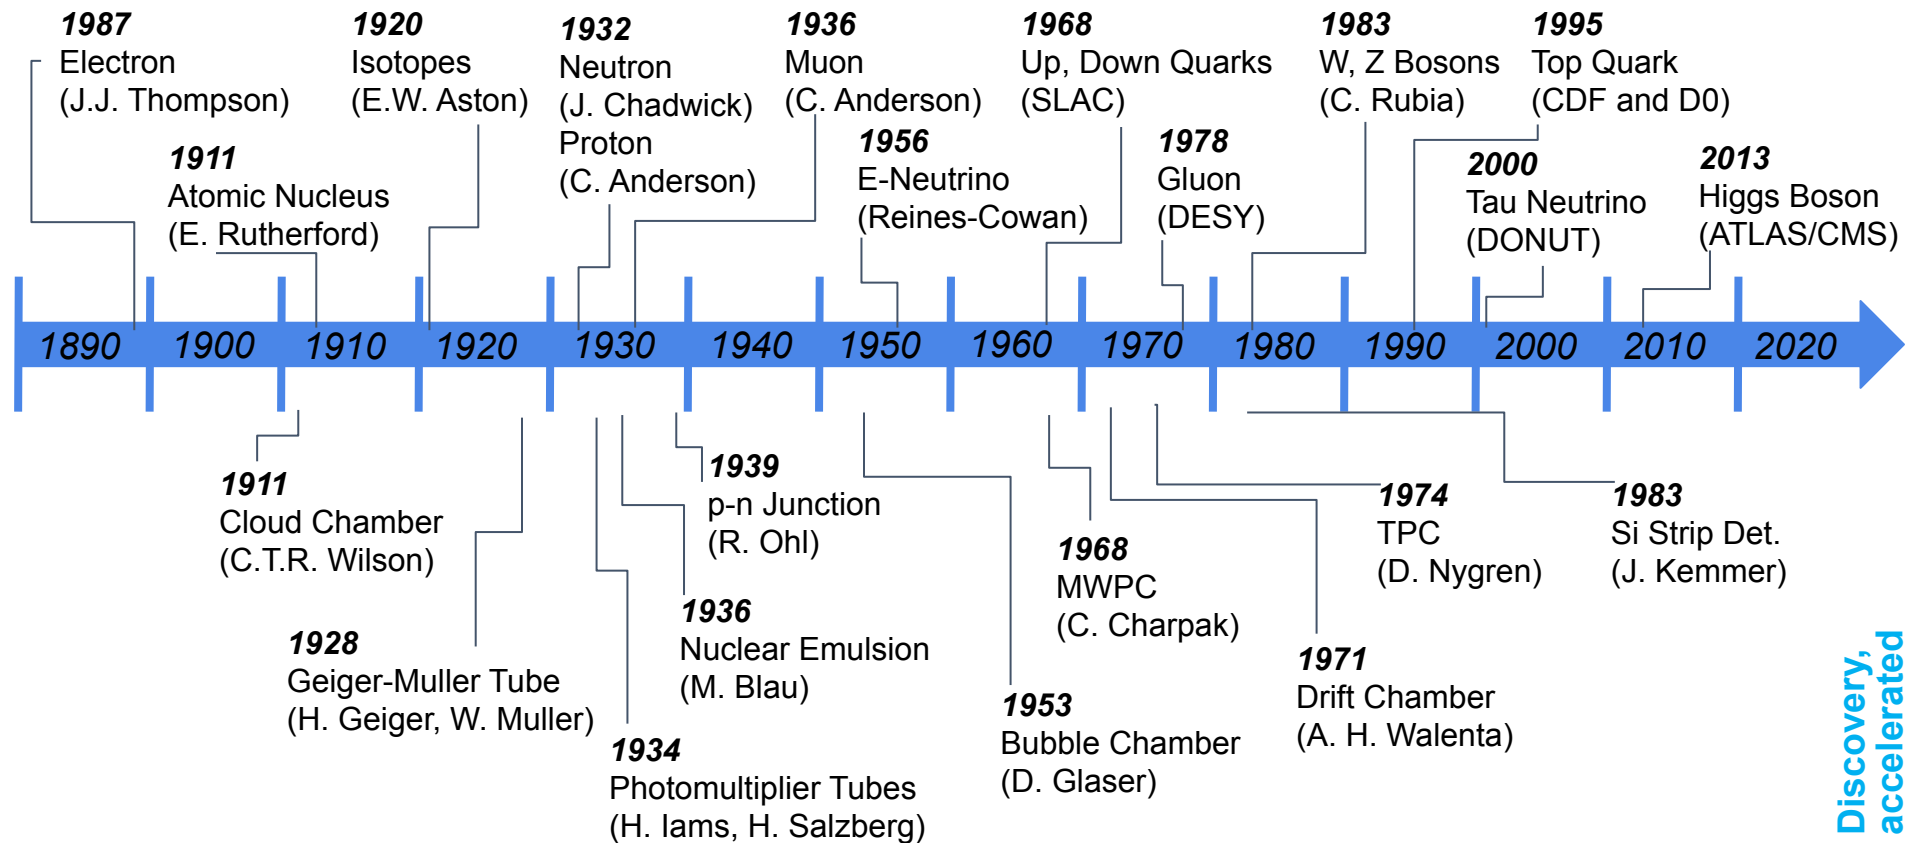 1987
Electron
(J.J. Thompson)
1911
Atomic Nucleus
(E. Rutherford)
1920
Isotopes
(E.W. Aston)
1932
Neutron
(J. Chadwick)
Proton
(C. Anderson)
1936
Muon
(C. Anderson)
1956
E-Neutrino
(Reines-Cowan)
1968
Up, Down Quarks
(SLAC)
1978
Gluon
(DESY)
1983
W, Z Bosons
(C. Rubia)
1995
Top Quark
(CDF and D0)
2000
Tau Neutrino
(DONUT)
2013
Higgs Boson
(ATLAS/CMS)
1890 1900 1910 1920 1930 1940 1950 1960 1970 1980 1990 2000 2010 2020
1911
Cloud Chamber
(C.T.R. Wilson)
1928
Geiger-Muller Tube
(H. Geiger, W. Muller)
1934
Photomultiplier Tubes
(H. Iams, H. Salzberg)
1936
Nuclear Emulsion
(M. Blau)
1939
p-n Junction
(R. Ohl)
1953
Bubble Chamber
(D. Glaser)
1968
MWPC
(C. Charpak)
1971
Drift Chamber
(A. H. Walenta)
1974
TPC
(D. Nygren)
1983
Si Strip Det.
(J. Kemmer)
Discovery,
accelerated